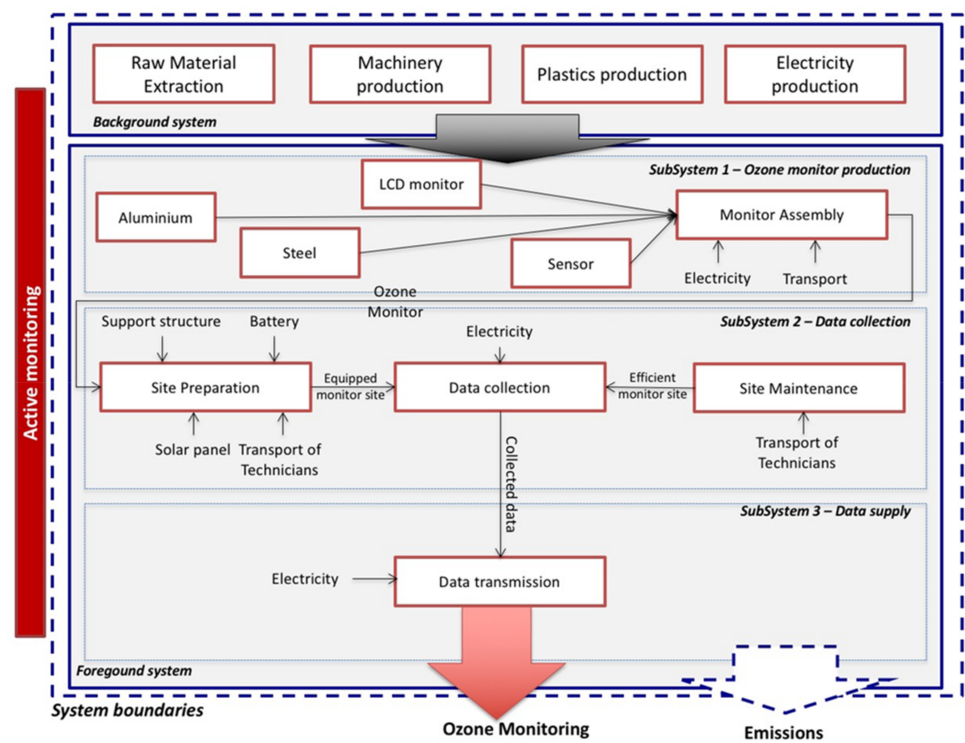 Active monitoring
Raw Material
Extraction
Machinery
production
Plastics production
Electricity
production
Background system
SubSystem 1 – Ozone monitor production
LCD monitor
Aluminium
Monitor Assembly
Steel
Sensor
Electricity
Transport
Ozone
Monitor
SubSystem 2 – Data collection
Support structure
Battery
Electricity
Site Preparation
Equipped
monitor site
Data collection
Efficient
monitor site
Site Maintenance
Solar panel
Transport of
Technicians
Transport of
Technicians
Collected data
SubSystem 3 – Data supply
Electricity
Data transmission
Foregound system
System boundaries
Ozone Monitoring
Emissions